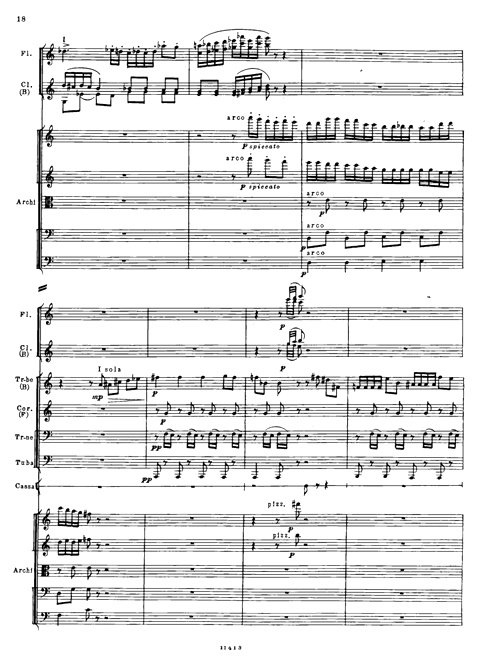 18
1
Fl.
Cl.
(B)
arco
p spiccato
arco
p spiccato
Archi
arco
p
arco
p
arco
p
Fl.
p
Cl.
(B)
p
I sola
Tr-be
(B)
mp
p
Cor.
(F)
p
Tr-ne
pp
Tuba
pp
Cassa
p
pizz.
p
pizz.
p
Archi
11413